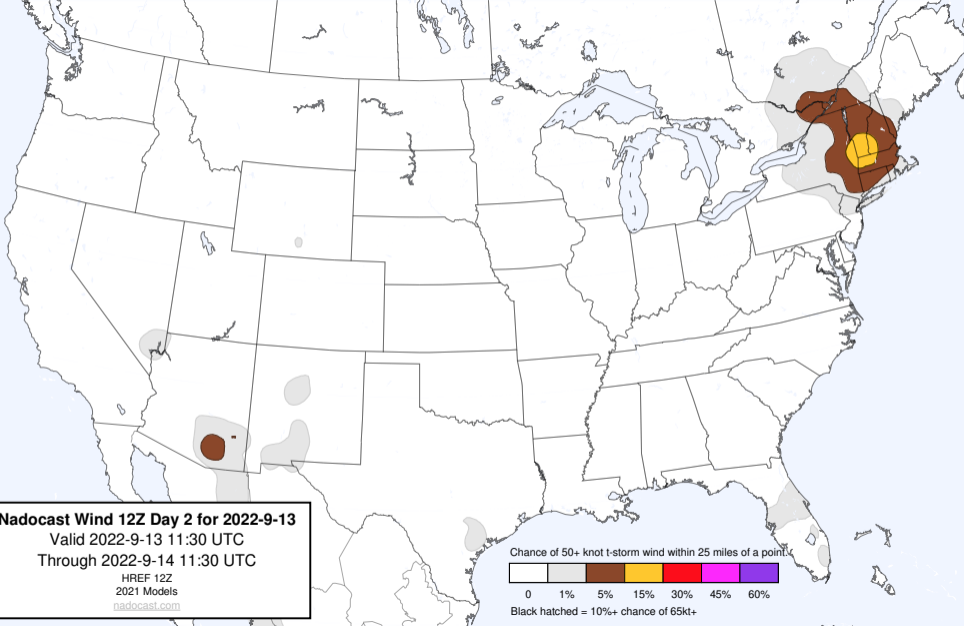 Nadocast Wind 12Z Day 2 for 2022-9-13
Valid 2022-9-13 11:30 UTC
Through 2022-9-14 11:30 UTC
HREF 12Z
2021 Models
nadocast.com
Chance of 50+ knot t-storm wind within 25 miles of a point.
0 1% 5% 15% 30% 45% 60%
Black hatched = 10%+ chance of 65kt+